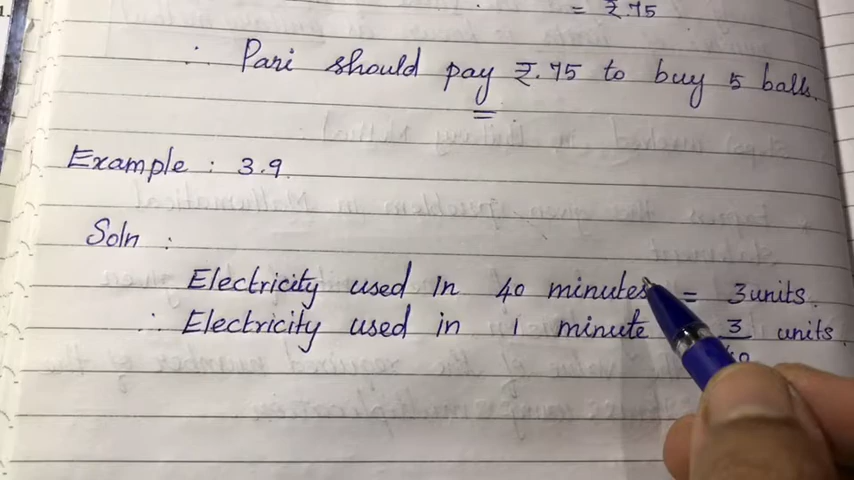 = ₹.75
∴ Pari should pay ₹.75 to buy 5 balls.
Example : 3.9
Soln :
Electricity used in 40 minutes = 3 units.
∴ Electricity used in 1 minute 3/40 units.